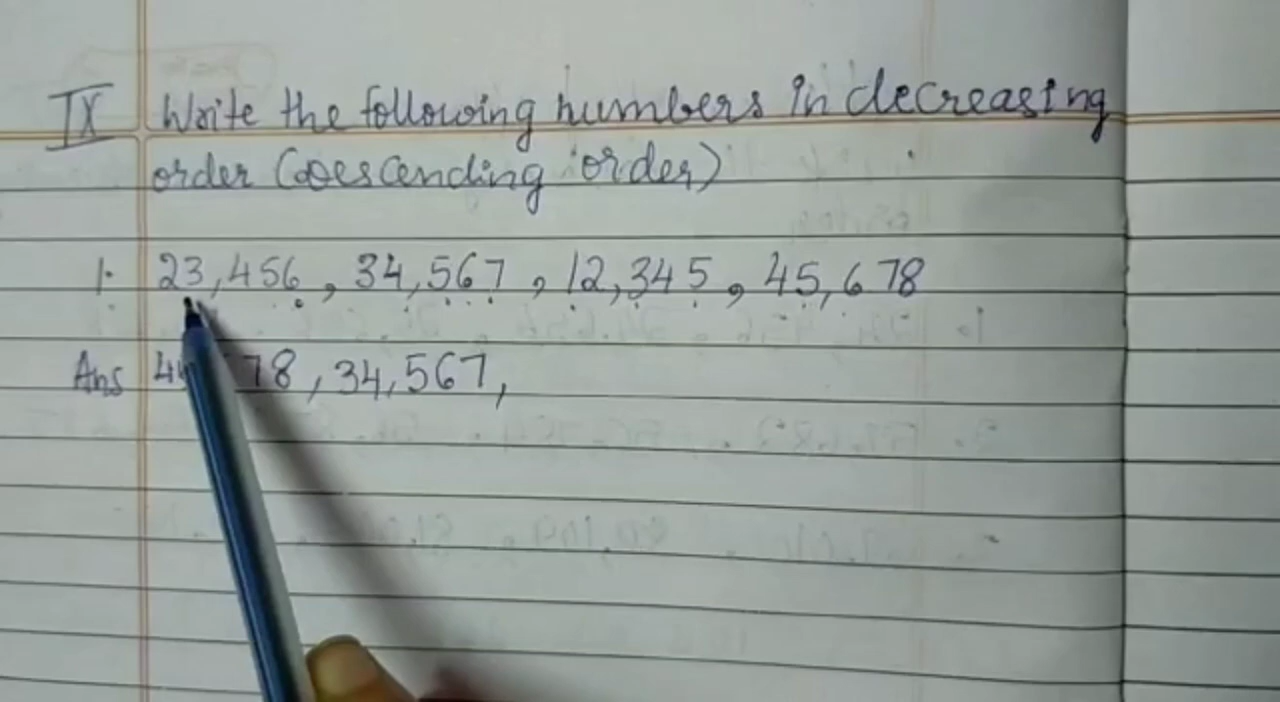 IX Write the following numbers in decreasing
order (Descending order)
1. 23,456, 34,567, 12,345, 45,678
Ans 78, 34,567,